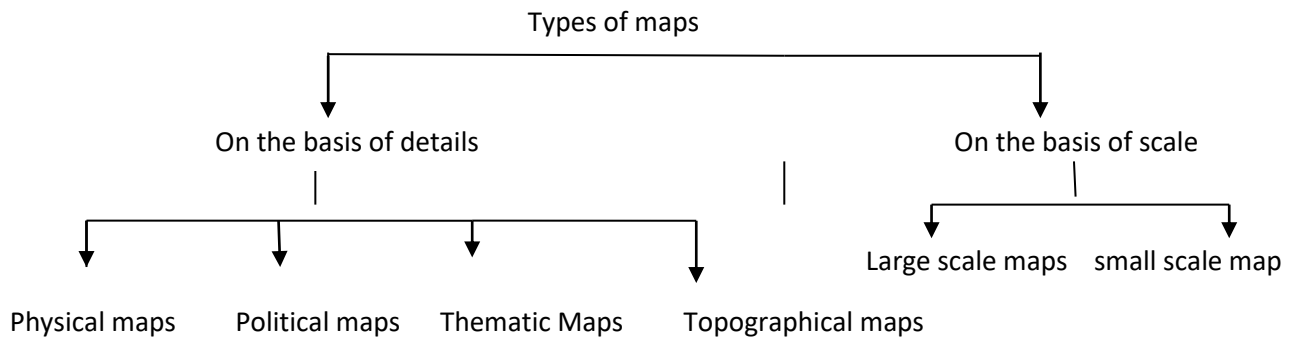 Types of maps
On the basis of details On the basis of scale
Large scale maps small scale map
Physical maps Political maps Thematic Maps Topographical maps